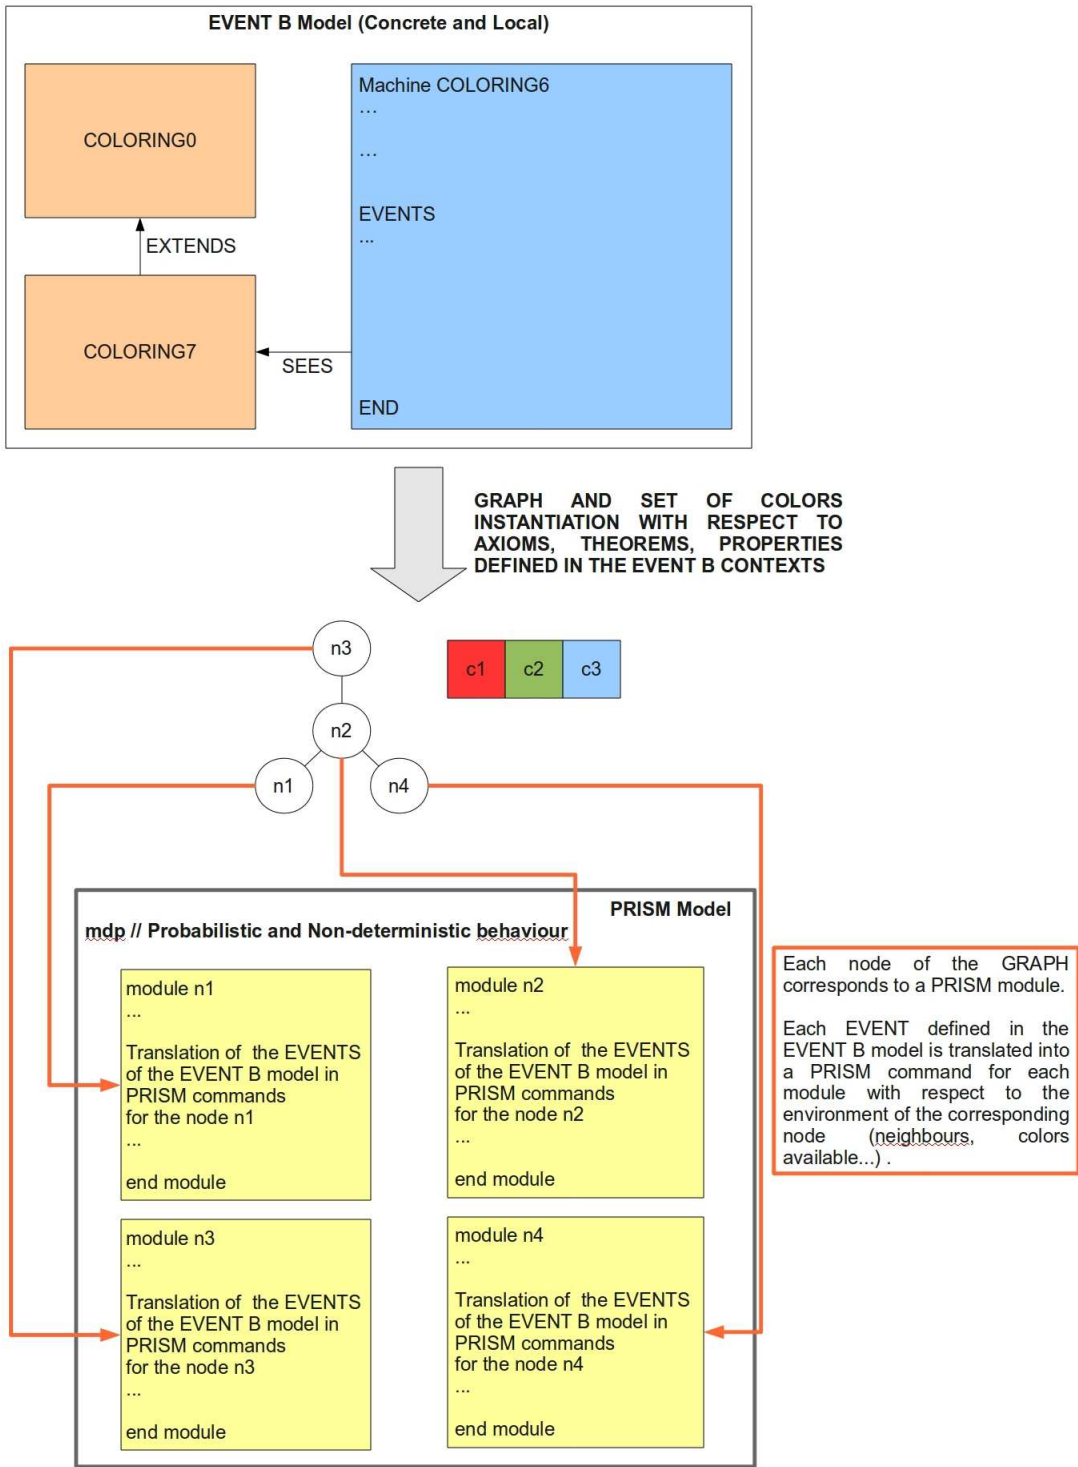 EVENT B Model (Concrete and Local)
COLORING0
EXTENDS
COLORING7
SEES
Machine COLORING6
...
...
EVENTS
...
END
GRAPH AND SET OF COLORS
INSTANTIATION WITH RESPECT TO
AXIOMS, THEOREMS, PROPERTIES
DEFINED IN THE EVENT B CONTEXTS
n3
n2
n1
n4
c1
c2
c3
PRISM Model
mdp // Probabilistic and Non-deterministic behaviour
module n1
...
Translation of the EVENTS
of the EVENT B model in
PRISM commands
for the node n1
...
end module
module n2
...
Translation of the EVENTS
of the EVENT B model in
PRISM commands
for the node n2
...
end module
module n3
...
Translation of the EVENTS
of the EVENT B model in
PRISM commands
for the node n3
...
end module
module n4
...
Translation of the EVENTS
of the EVENT B model in
PRISM commands
for the node n4
...
end module
Each node of the GRAPH
corresponds to a PRISM module.
Each EVENT defined in the
EVENT B model is translated into
a PRISM command for each
module with respect to the
environment of the corresponding
node (neighbours, colors
available...) .